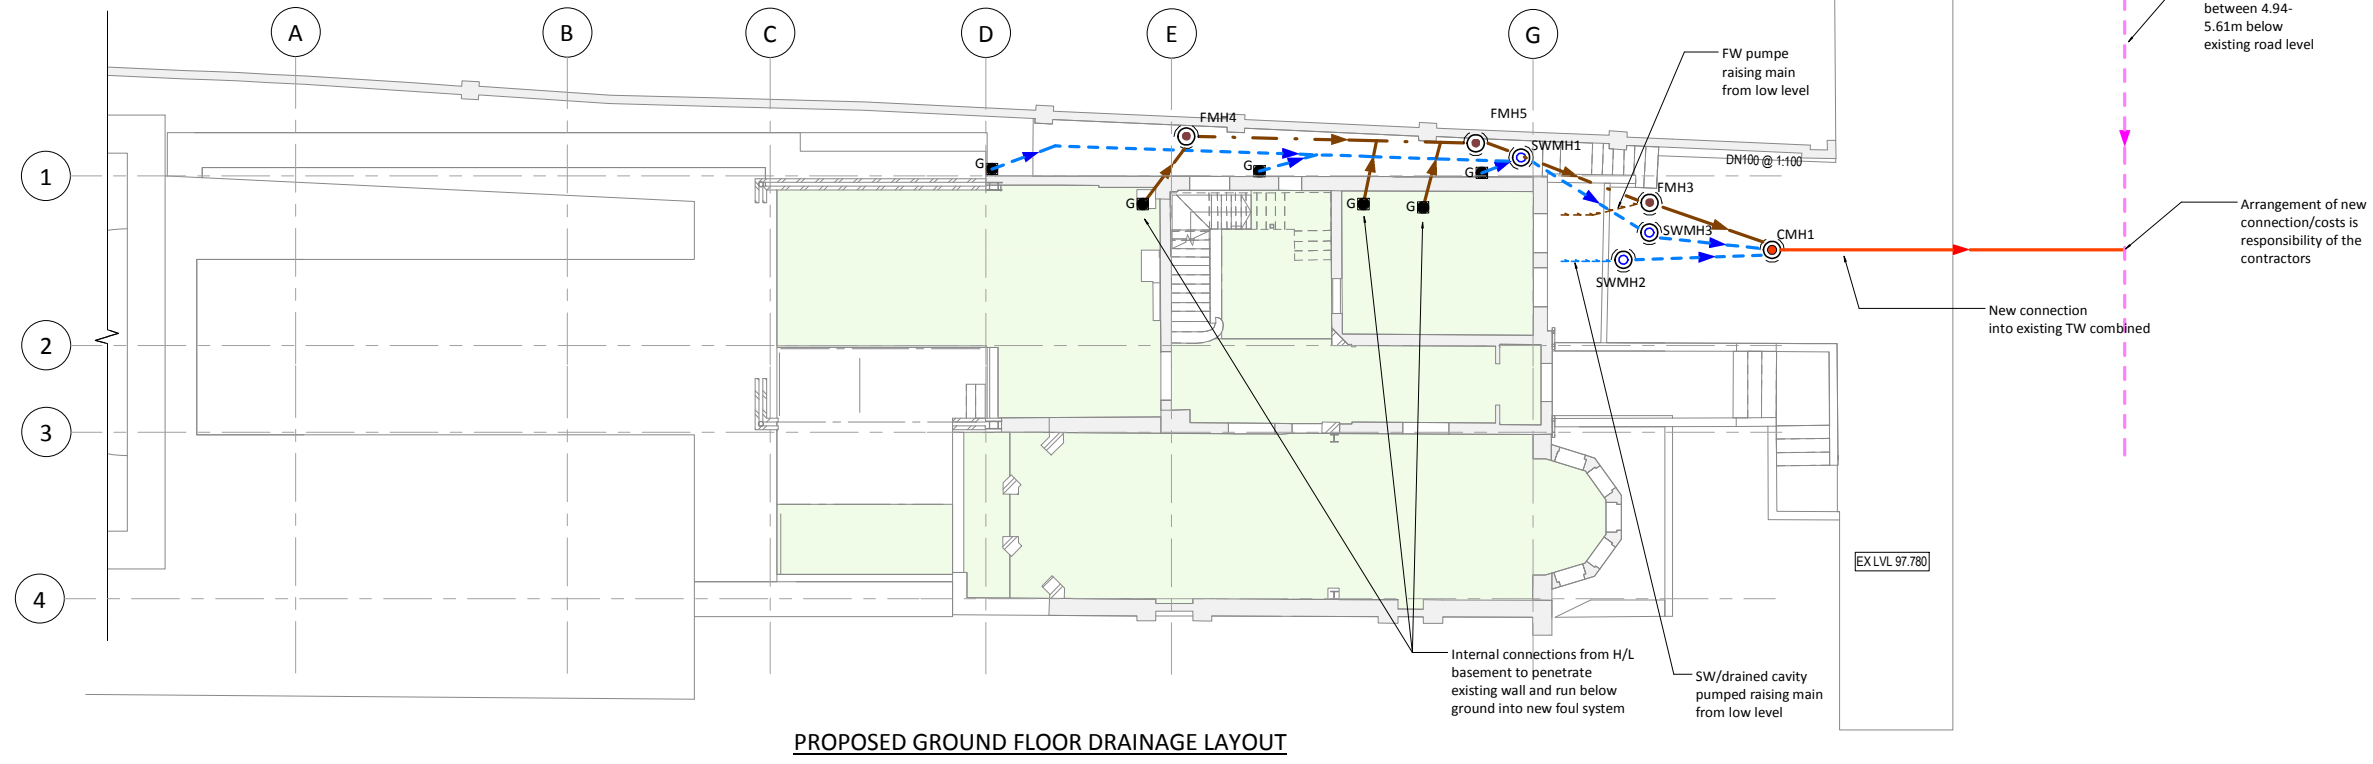 between 4.94-
5.61m below
existing road level
A
B
C
D
E
G
FW pumpe
raising main
from low level
FMH4
FMH5
SWMH1
DN100 @ 1:100
G
G
G
1
FMH3
G
G
G
SWMH3
CMH1
SWMH2
Arrangement of new
connection/costs is
responsibility of the
contractors
New connection
into existing TW combined
2
3
4
EX LVL 97.780
Internal connections from H/L
basement to penetrate
existing wall and run below
ground into new foul system
SW/drained cavity
pumped raising main
from low level
PROPOSED GROUND FLOOR DRAINAGE LAYOUT